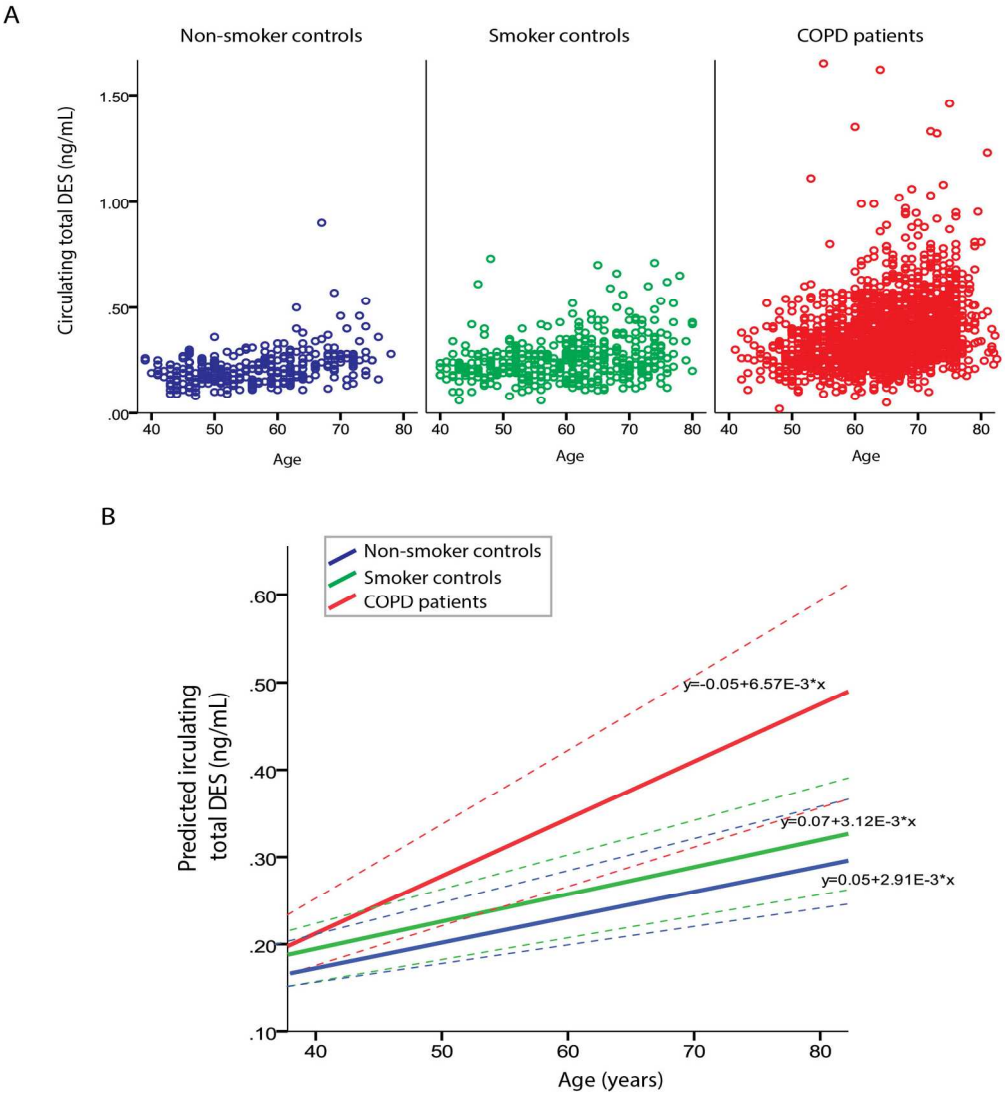 A
Non-smoker controls
Smoker controls
COPD patients
Circulating total DES (ng/mL)
1.50
1.00
.50
.00
40 50 60 70 80
40 50 60 70 80
40 50 60 70 80
Age
Age
Age
B
Non-smoker controls
Smoker controls
COPD patients
Predicted irculating
total DES (ng/mL)
.60
.50
.40
.30
.20
.10
y=-0.05+6.57E-3*x
y=0.07+3.12E-3*x
y=0.05+2.91E-3*x
40 50 60 70 80
Age (years)